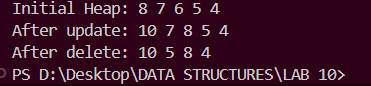 Initial Heap: 8 7 6 5 4
After update: 10 7 8 5 4
After delete: 10 5 8 4
PS D:\Desktop\DATA STRUCTURES\LAB 10>